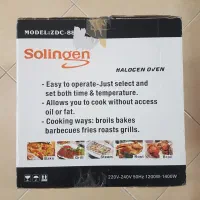 MODEL:ZDC-88
Solingen
HALOGEN OVEN
- Easy to operate-Just select and
set both time & temperature.
- Allows you to cook without access
oil or fat.
- Cooking ways: broils bakes
barbecues fries roasts grills.
220V-240V 50Hz 1200W-1400W